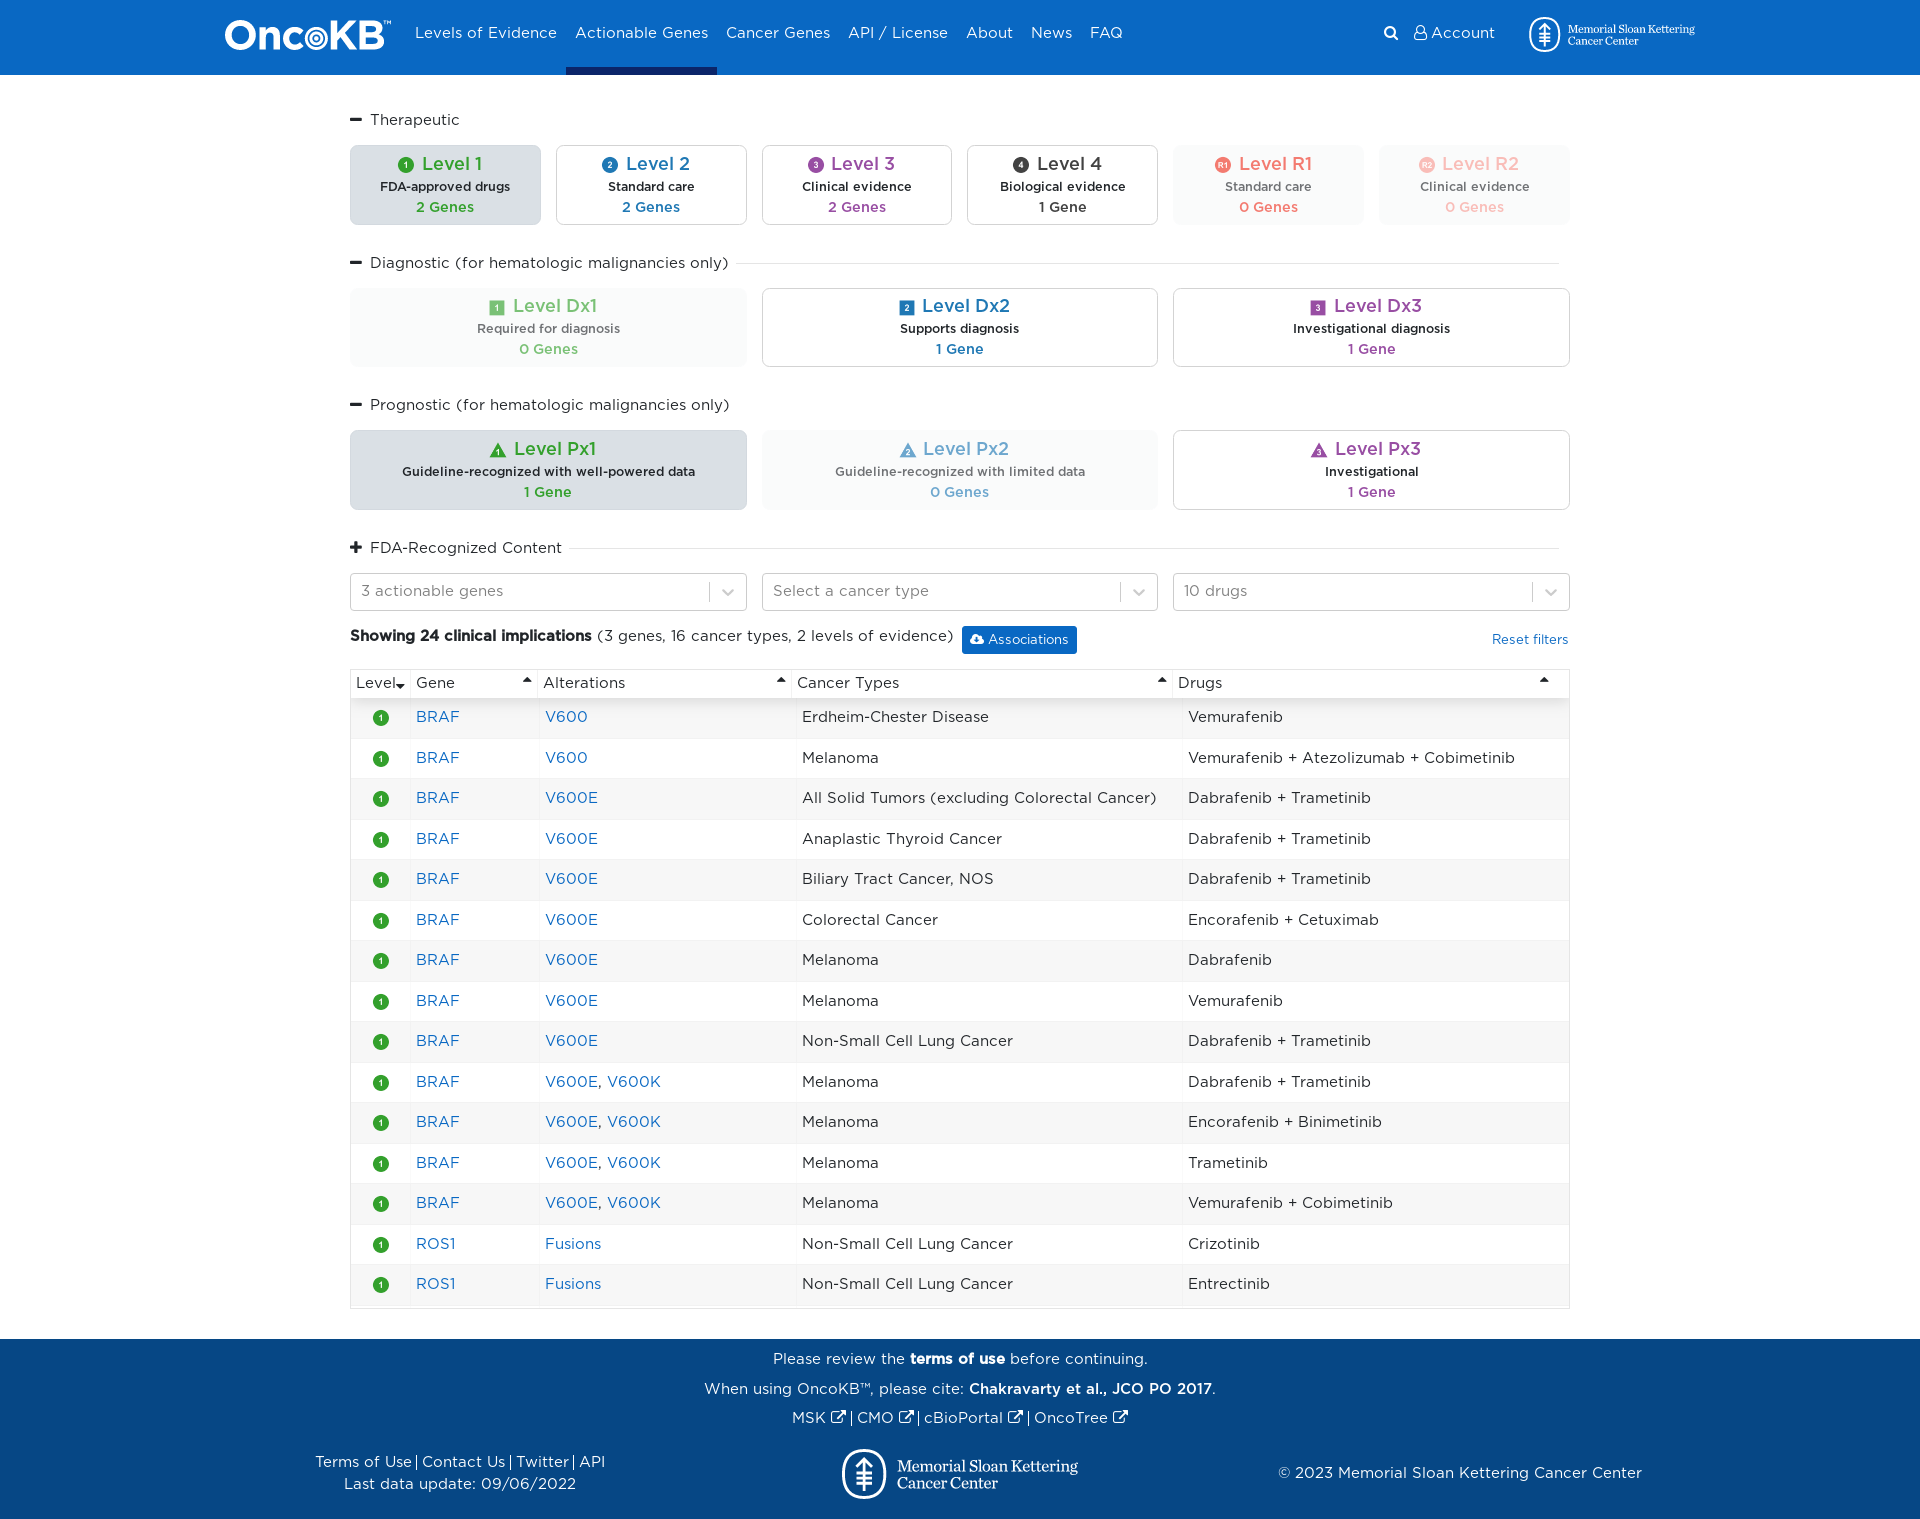 OncoKB™ Levels of Evidence Actionable Genes Cancer Genes API / License About News FAQ Account Memorial Sloan Kettering Cancer Center
Therapeutic
1 Level 1
FDA-approved drugs
2 Genes
2 Level 2
Standard care
2 Genes
3 Level 3
Clinical evidence
2 Genes
4 Level 4
Biological evidence
1 Gene
R1 Level R1
Standard care
0 Genes
R2 Level R2
Clinical evidence
0 Genes
Diagnostic (for hematologic malignancies only)
1 Level Dx1
Required for diagnosis
0 Genes
2 Level Dx2
Supports diagnosis
1 Gene
3 Level Dx3
Investigational diagnosis
1 Gene
Prognostic (for hematologic malignancies only)
1 Level Px1
Guideline-recognized with well-powered data
1 Gene
2 Level Px2
Guideline-recognized with limited data
0 Genes
3 Level Px3
Investigational
1 Gene
FDA-Recognized Content
3 actionable genes Select a cancer type 10 drugs
Showing 24 clinical implications (3 genes, 16 cancer types, 2 levels of evidence) Associations Reset filters
Level Gene Alterations Cancer Types Drugs
1 BRAF V600 Erdheim-Chester Disease Vemurafenib
1 BRAF V600 Melanoma Vemurafenib + Atezolizumab + Cobimetinib
1 BRAF V600E All Solid Tumors (excluding Colorectal Cancer) Dabrafenib + Trametinib
1 BRAF V600E Anaplastic Thyroid Cancer Dabrafenib + Trametinib
1 BRAF V600E Biliary Tract Cancer, NOS Dabrafenib + Trametinib
1 BRAF V600E Colorectal Cancer Encorafenib + Cetuximab
1 BRAF V600E Melanoma Dabrafenib
1 BRAF V600E Melanoma Vemurafenib
1 BRAF V600E Non-Small Cell Lung Cancer Dabrafenib + Trametinib
1 BRAF V600E, V600K Melanoma Dabrafenib + Trametinib
1 BRAF V600E, V600K Melanoma Encorafenib + Binimetinib
1 BRAF V600E, V600K Melanoma Trametinib
1 BRAF V600E, V600K Melanoma Vemurafenib + Cobimetinib
1 ROS1 Fusions Non-Small Cell Lung Cancer Crizotinib
1 ROS1 Fusions Non-Small Cell Lung Cancer Entrectinib
Please review the terms of use before continuing.
When using OncoKB™, please cite: Chakravarty et al., JCO PO 2017.
MSK | CMO | cBioPortal | OncoTree
Terms of Use | Contact Us | Twitter | API
Last data update: 09/06/2022
Memorial Sloan Kettering
Cancer Center
© 2023 Memorial Sloan Kettering Cancer Center